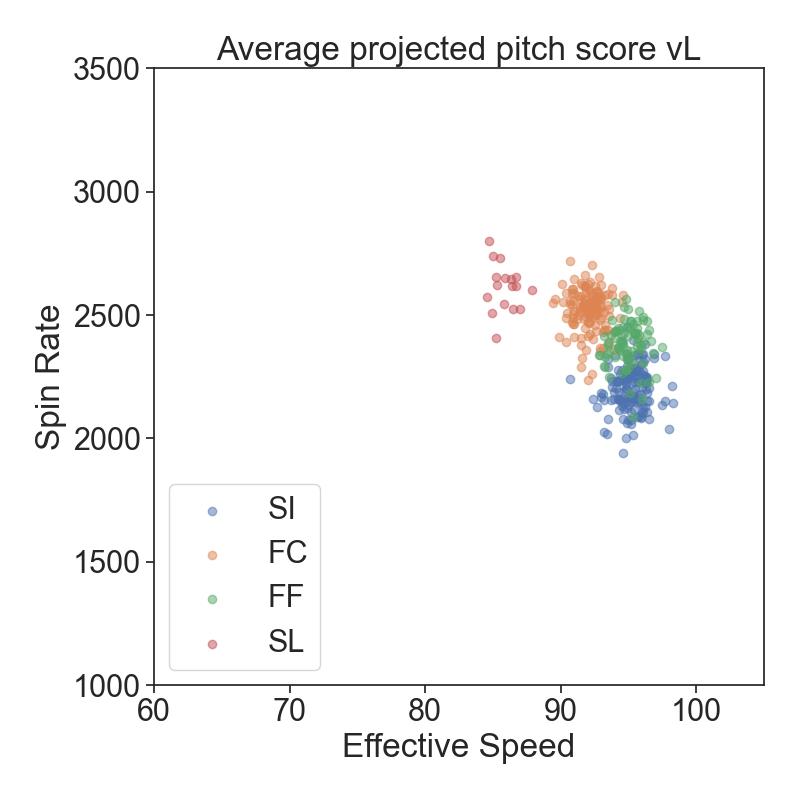 Average projected pitch score vL
3500
3000
2500
2000
1500
1000
Spin Rate
SI
FC
FF
SL
60 70 80 90 100
Effective Speed